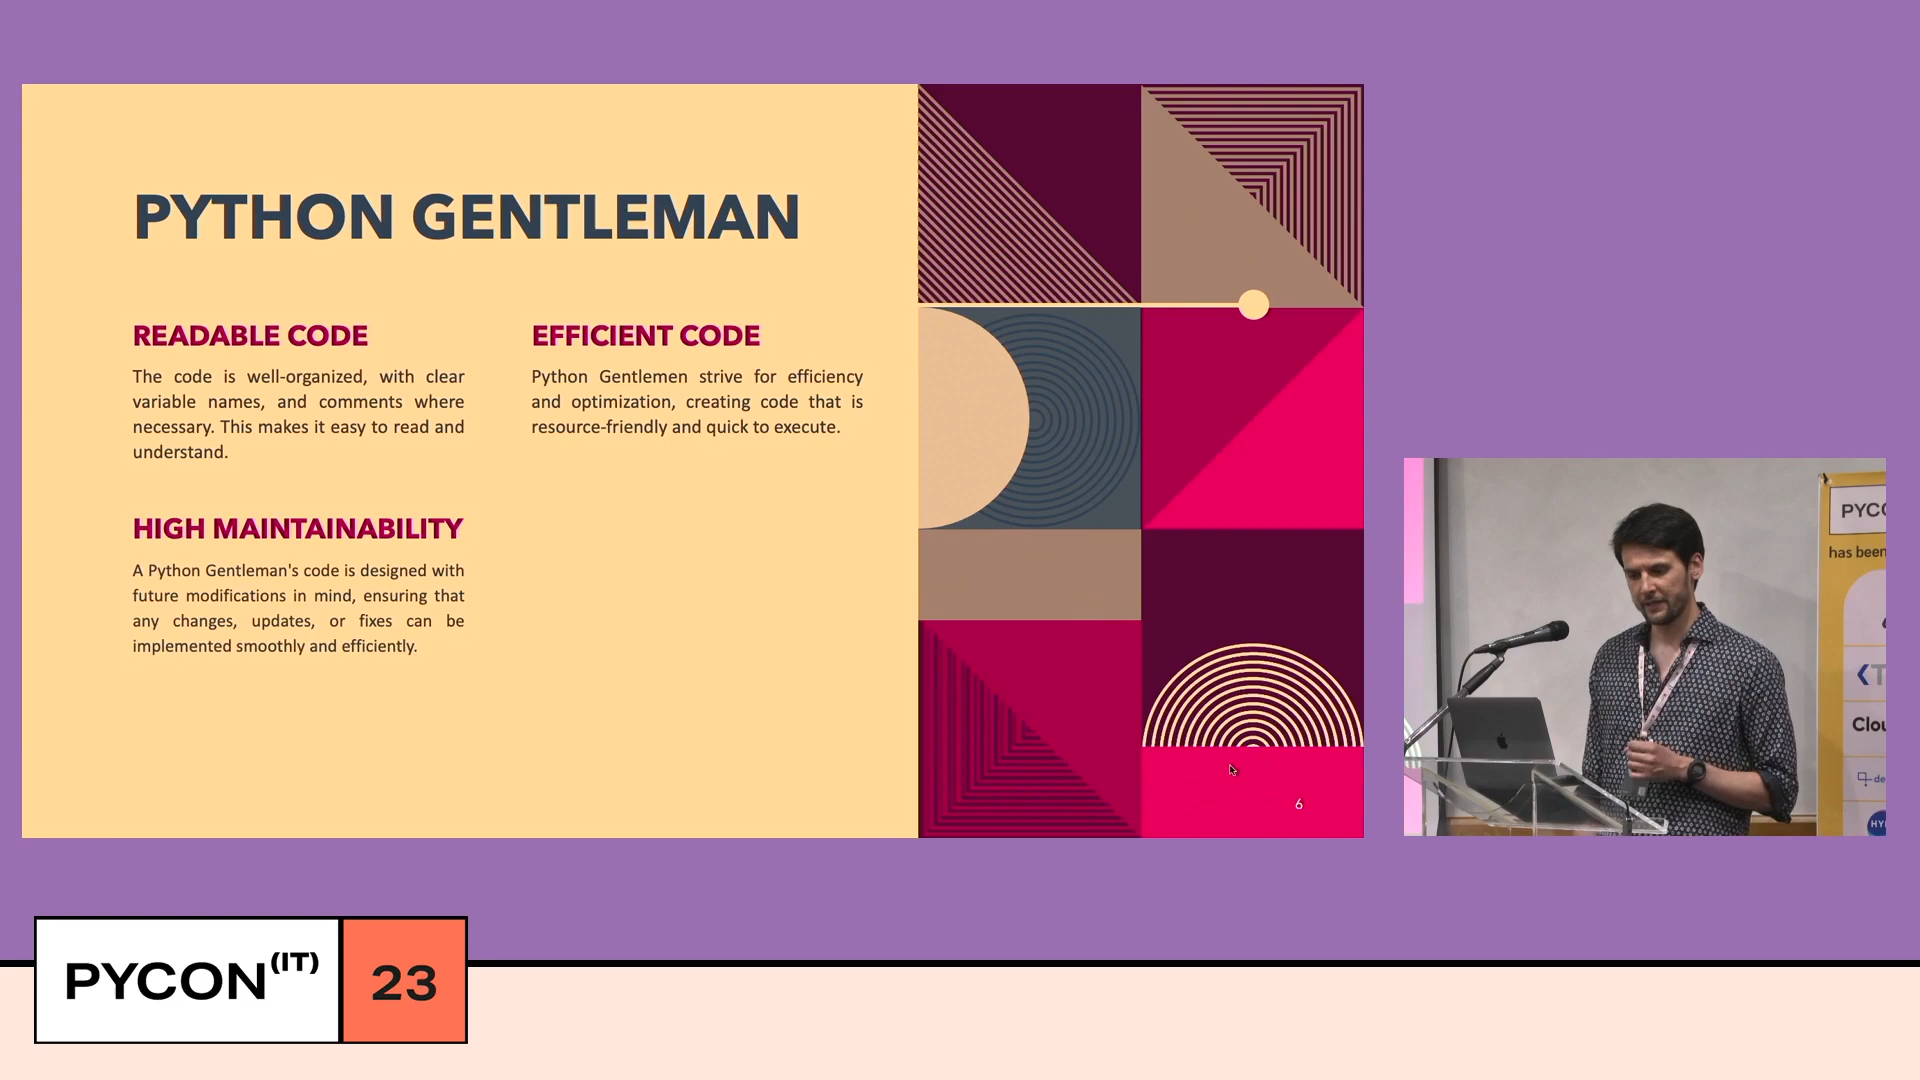 PYTHON GENTLEMAN
READABLE CODE
The code is well-organized, with clear
variable names, and comments where
necessary. This makes it easy to read and
understand.
EFFICIENT CODE
Python Gentlemen strive for efficiency
and optimization, creating code that is
resource-friendly and quick to execute.
HIGH MAINTAINABILITY
A Python Gentleman's code is designed with
future modifications in mind, ensuring that
any changes, updates, or fixes can be
implemented smoothly and efficiently.
6
has been
PYCON(IT) 23